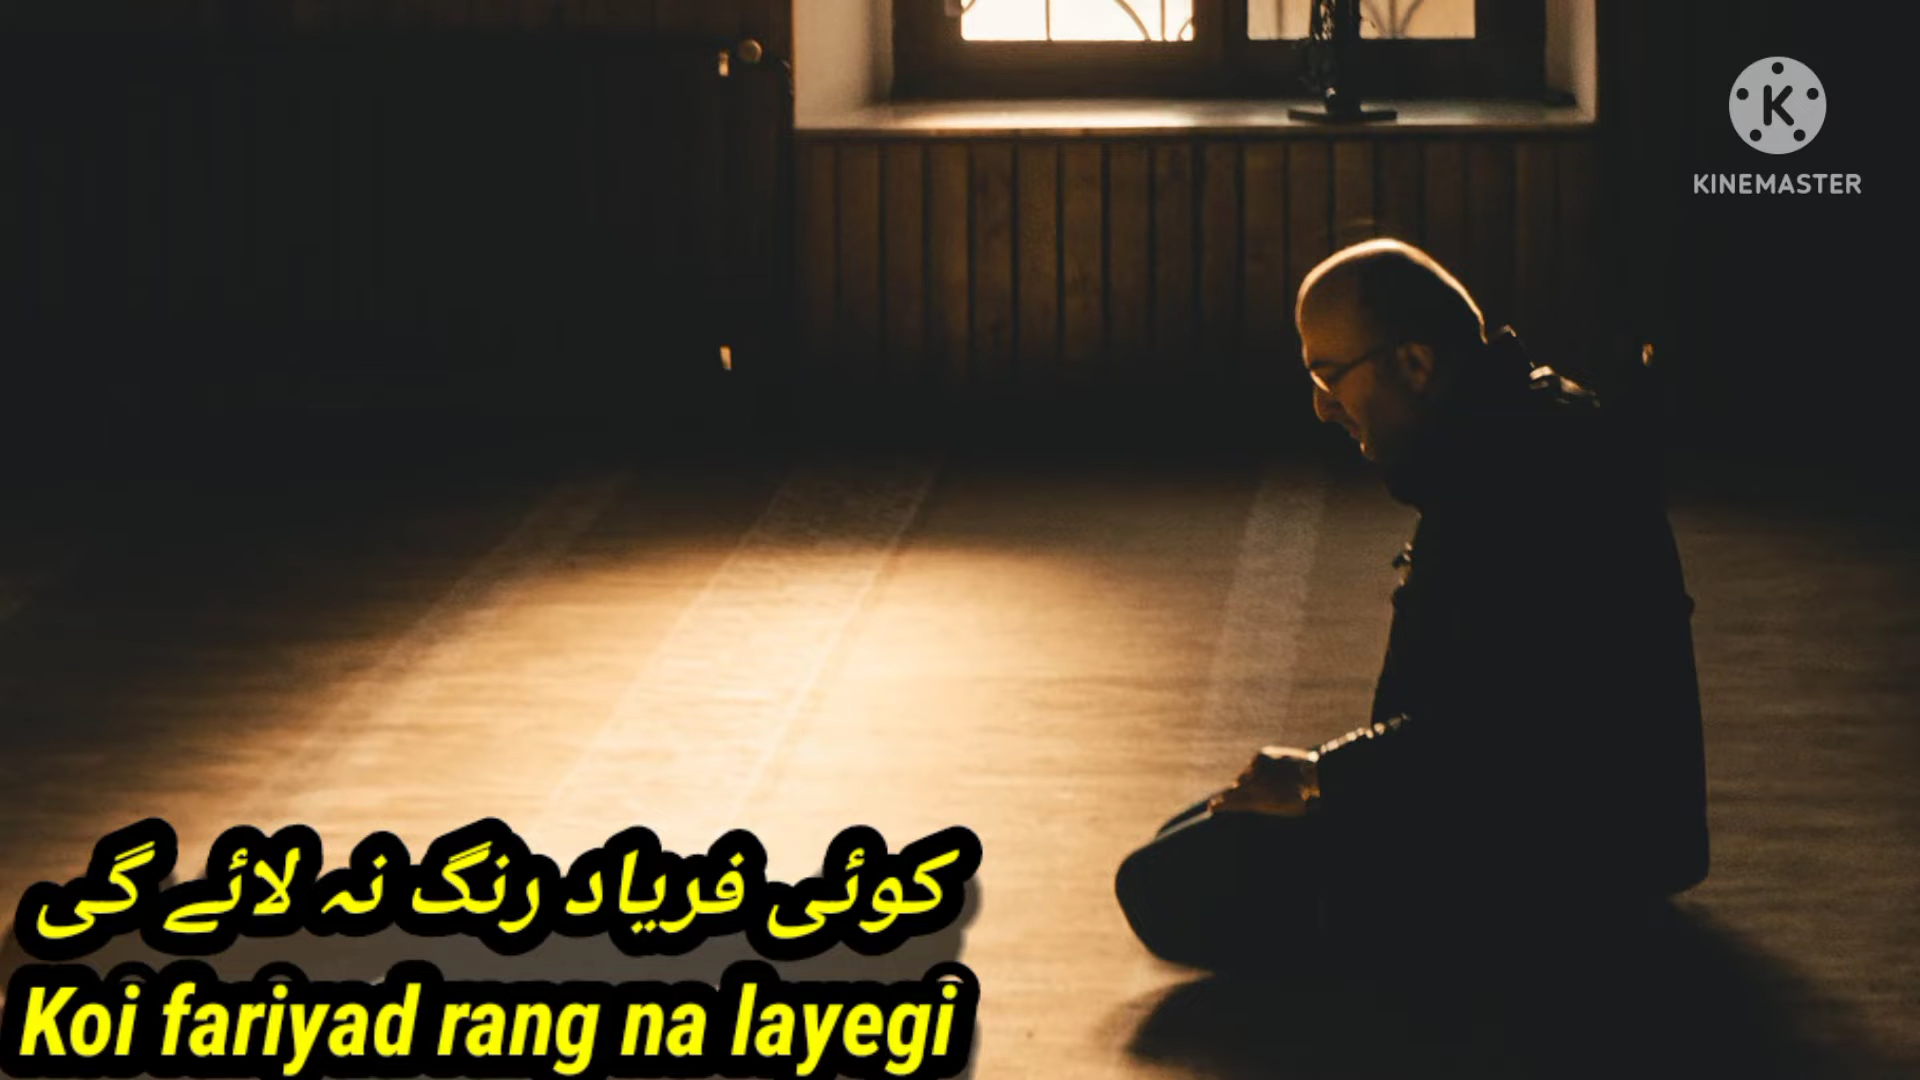 KINEMASTER
کوئی فریاد رنگ نہ لائے گی
Koi fariyad rang na layegi